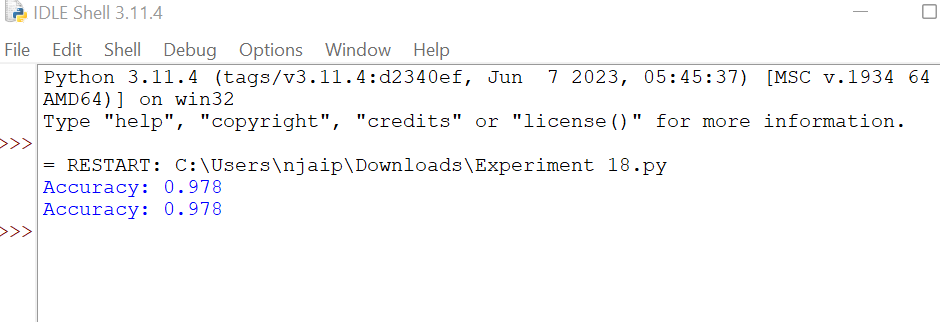 IDLE Shell 3.11.4
File Edit Shell Debug Options Window Help
Python 3.11.4 (tags/v3.11.4:d2340ef, Jun  7 2023, 05:45:37) [MSC v.1934 64
AMD64)] on win32
Type "help", "copyright", "credits" or "license()" for more information.
>>>
= RESTART: C:\Users\njaip\Downloads\Experiment 18.py
Accuracy: 0.978
Accuracy: 0.978
>>>